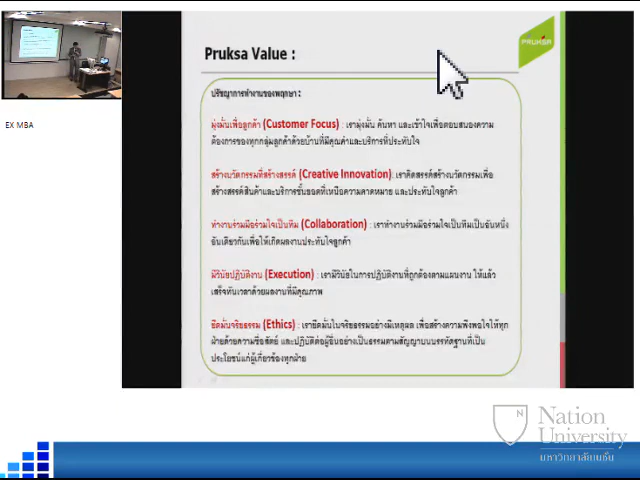 Pruksa Value :
PRUKSA
ปรัชญาการทำงานของพฤกษา :
EX MBA
มุ่งมั่นเพื่อลูกค้า (Customer Focus) : เรามุ่งมั่น ค้นหา และเข้าใจเพื่อตอบสนองความ
ต้องการของทุกกลุ่มลูกค้าด้วยบ้านที่มีคุณค่าและบริการที่ประทับใจ
สร้างนวัตกรรมที่สร้างสรรค์ (Creative Innovation) : เราคิดสรรค์สร้างนวัตกรรมเพื่อ
สร้างสรรค์สินค้าและบริการชั้นยอดที่เหนือความคาดหมาย และประทับใจลูกค้า
ทำงานร่วมมือร่วมใจเป็นทีม (Collaboration) : เราทำงานร่วมมือร่วมใจเป็นทีมเป็นอันหนึ่ง
อันเดียวกันเพื่อให้เกิดผลงานประทับใจลูกค้า
มีวินัยปฏิบัติงาน (Execution) : เรามีวินัยในการปฏิบัติงานที่ถูกต้องตามแผนงาน ให้แล้ว
เสร็จทันเวลาด้วยผลงานที่มีคุณภาพ
ยึดมั่นจริยธรรม (Ethics) : เรายึดมั่นในจริยธรรมอย่างมีเหตุผล เพื่อสร้างความพึงพอใจให้ทุก
ฝ่ายด้วยความซื่อสัตย์ และปฏิบัติต่อผู้อื่นอย่างเป็นธรรมตามสัญญาบนบรรทัดฐานที่เป็น
ประโยชน์แก่ผู้เกี่ยวข้องทุกฝ่าย
N
Nation
University
มหาวิทยาลัยเนชั่น